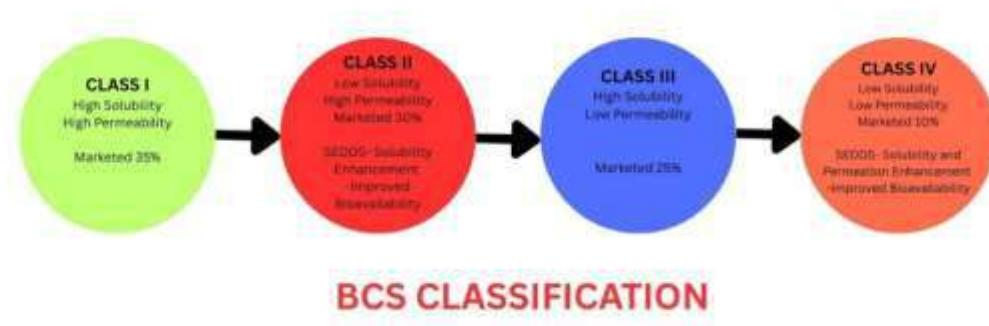 CLASS I
High Solubility
High Permeability
Marketed 35%
CLASS II
Low Solubility
High Permeability
Marketed 30%
SEDDS- Solubility
Enhancement
-Improved
Bioavailability
CLASS III
High Solubility
Low Permeability
Marketed 25%
CLASS IV
Low Solubility
Low Permeability
Marketed 10%
SEDDS- Solubility and
Permeation Enhancement
-Improved Bioavailability
BCS CLASSIFICATION